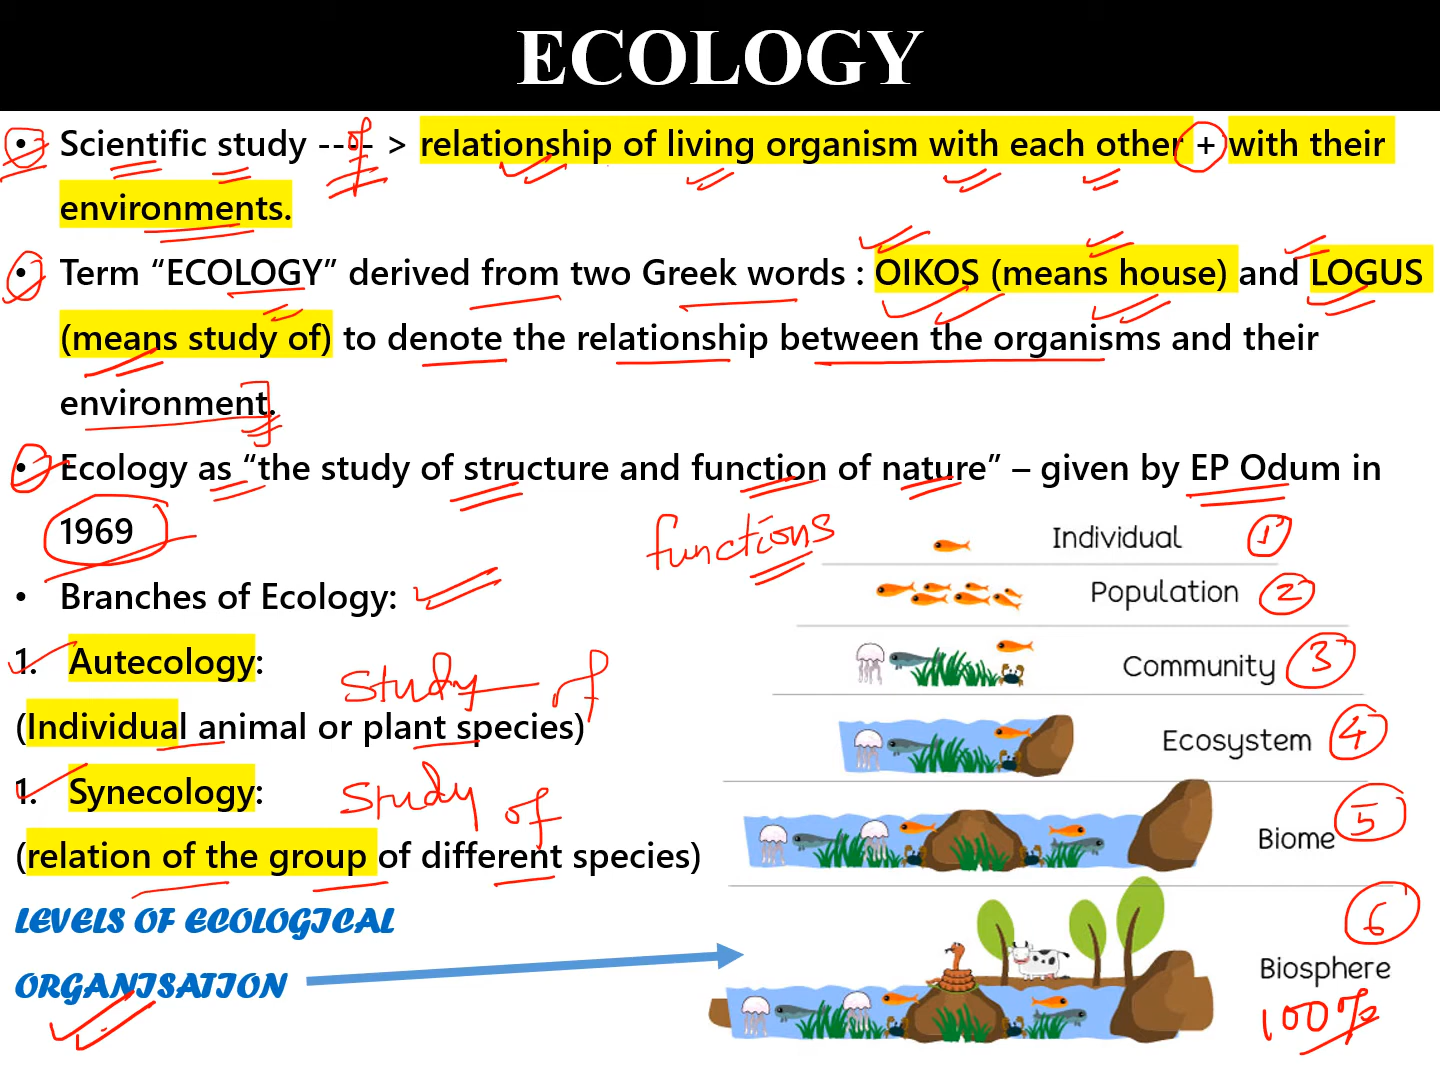 ECOLOGY
• Scientific study ---- > relationship of living organism with each other + with their
of
environments.
• Term “ECOLOGY” derived from two Greek words : OIKOS (means house) and LOGUS
(means study of) to denote the relationship between the organisms and their
environment.
• Ecology as “the study of structure and function of nature” – given by EP Odum in
1969
functions
• Branches of Ecology:
1. Autecology:
study of
(Individual animal or plant species)
1. Synecology:
study of
(relation of the group of different species)
LEVELS OF ECOLOGICAL
ORGANISATION
Individual 1
Population 2
Community 3
Ecosystem 4
Biome 5
6
Biosphere
100%